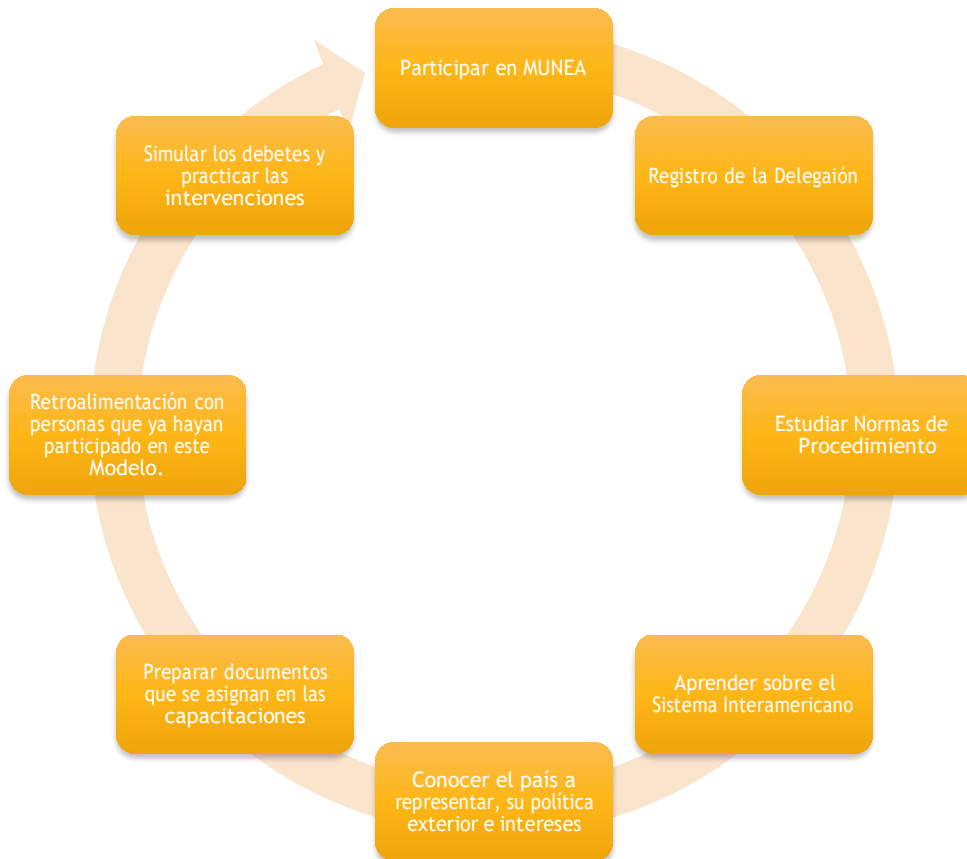 Participar en MUNEA
Registro de la Delegaión
Estudiar Normas de
Procedimiento
Aprender sobre el
Sistema Interamericano
Conocer el país a
representar, su política
exterior e intereses
Preparar documentos
que se asignan en las
capacitaciones
Retroalimentación con
personas que ya hayan
participado en este
Modelo.
Simular los debetes y
practicar las
intervenciones